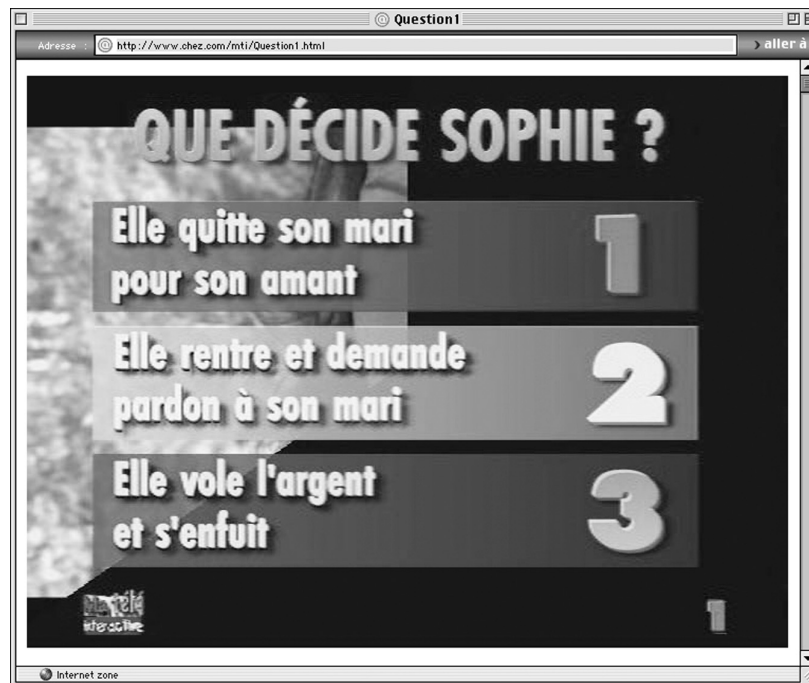 Question1
Adresse :
http://www.chez.com/mti/Question1.html
aller à
QUE DÉCIDE SOPHIE ?
Elle quitte son mari
pour son amant
1
Elle rentre et demande
pardon à son mari
2
Elle vole l'argent
et s'enfuit
3
Ma télé
interactive
1
Internet zone